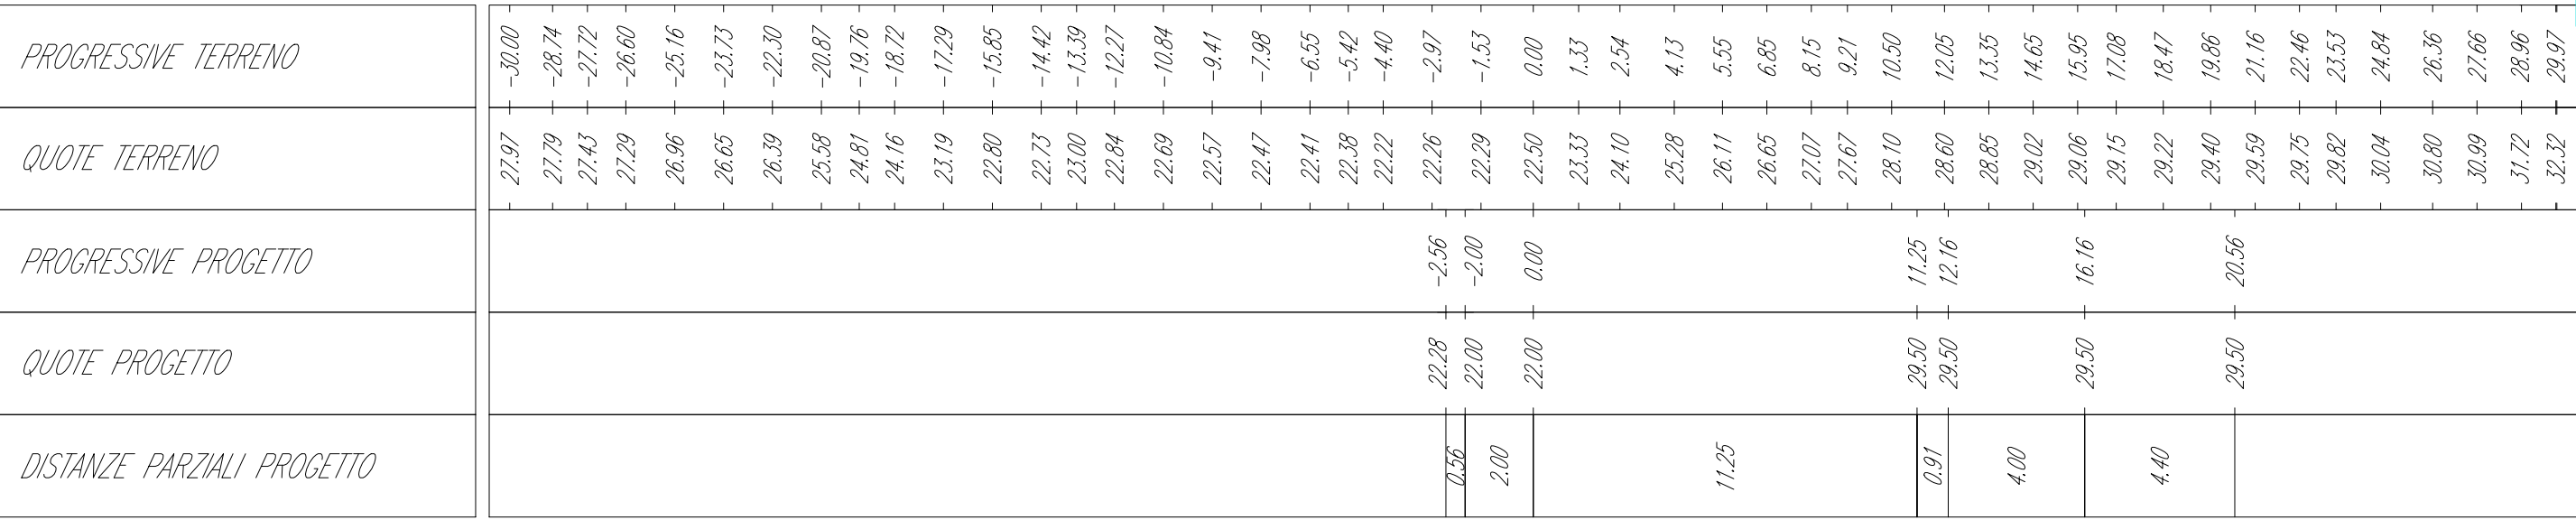 PROGRESSIVE TERRENO -30.00 -28.74 -27.72 -26.60 -25.16 -23.73 -22.30 -20.87 -19.76 -18.72 -17.29 -15.85 -14.42 -13.39 -12.27 -10.84 -9.41 -7.98 -6.55 -5.42 -4.40 -2.97 -1.53 0.00 1.33 2.54 4.13 5.55 6.85 8.15 9.21 10.50 12.05 13.35 14.65 15.95 17.08 18.47 19.86 21.16 22.46 23.53 24.84 26.36 27.66 28.96 29.97
QUOTE TERRENO 27.97 27.79 27.43 27.29 26.96 26.65 26.39 25.58 24.81 24.16 23.19 22.80 22.73 23.00 22.84 22.69 22.57 22.47 22.41 22.38 22.22 22.26 22.29 22.50 23.33 24.10 25.28 26.11 26.65 27.07 27.67 28.10 28.60 28.85 29.02 29.06 29.15 29.22 29.40 29.59 29.75 29.82 30.04 30.80 30.99 31.72 32.32
PROGRESSIVE PROGETTO -2.56 -2.00 0.00 11.25 12.16 16.16 20.56
QUOTE PROGETTO 22.28 22.00 22.00 29.50 29.50 29.50 29.50
DISTANZE PARZIALI PROGETTO 0.56 2.00 11.25 0.91 4.00 4.40